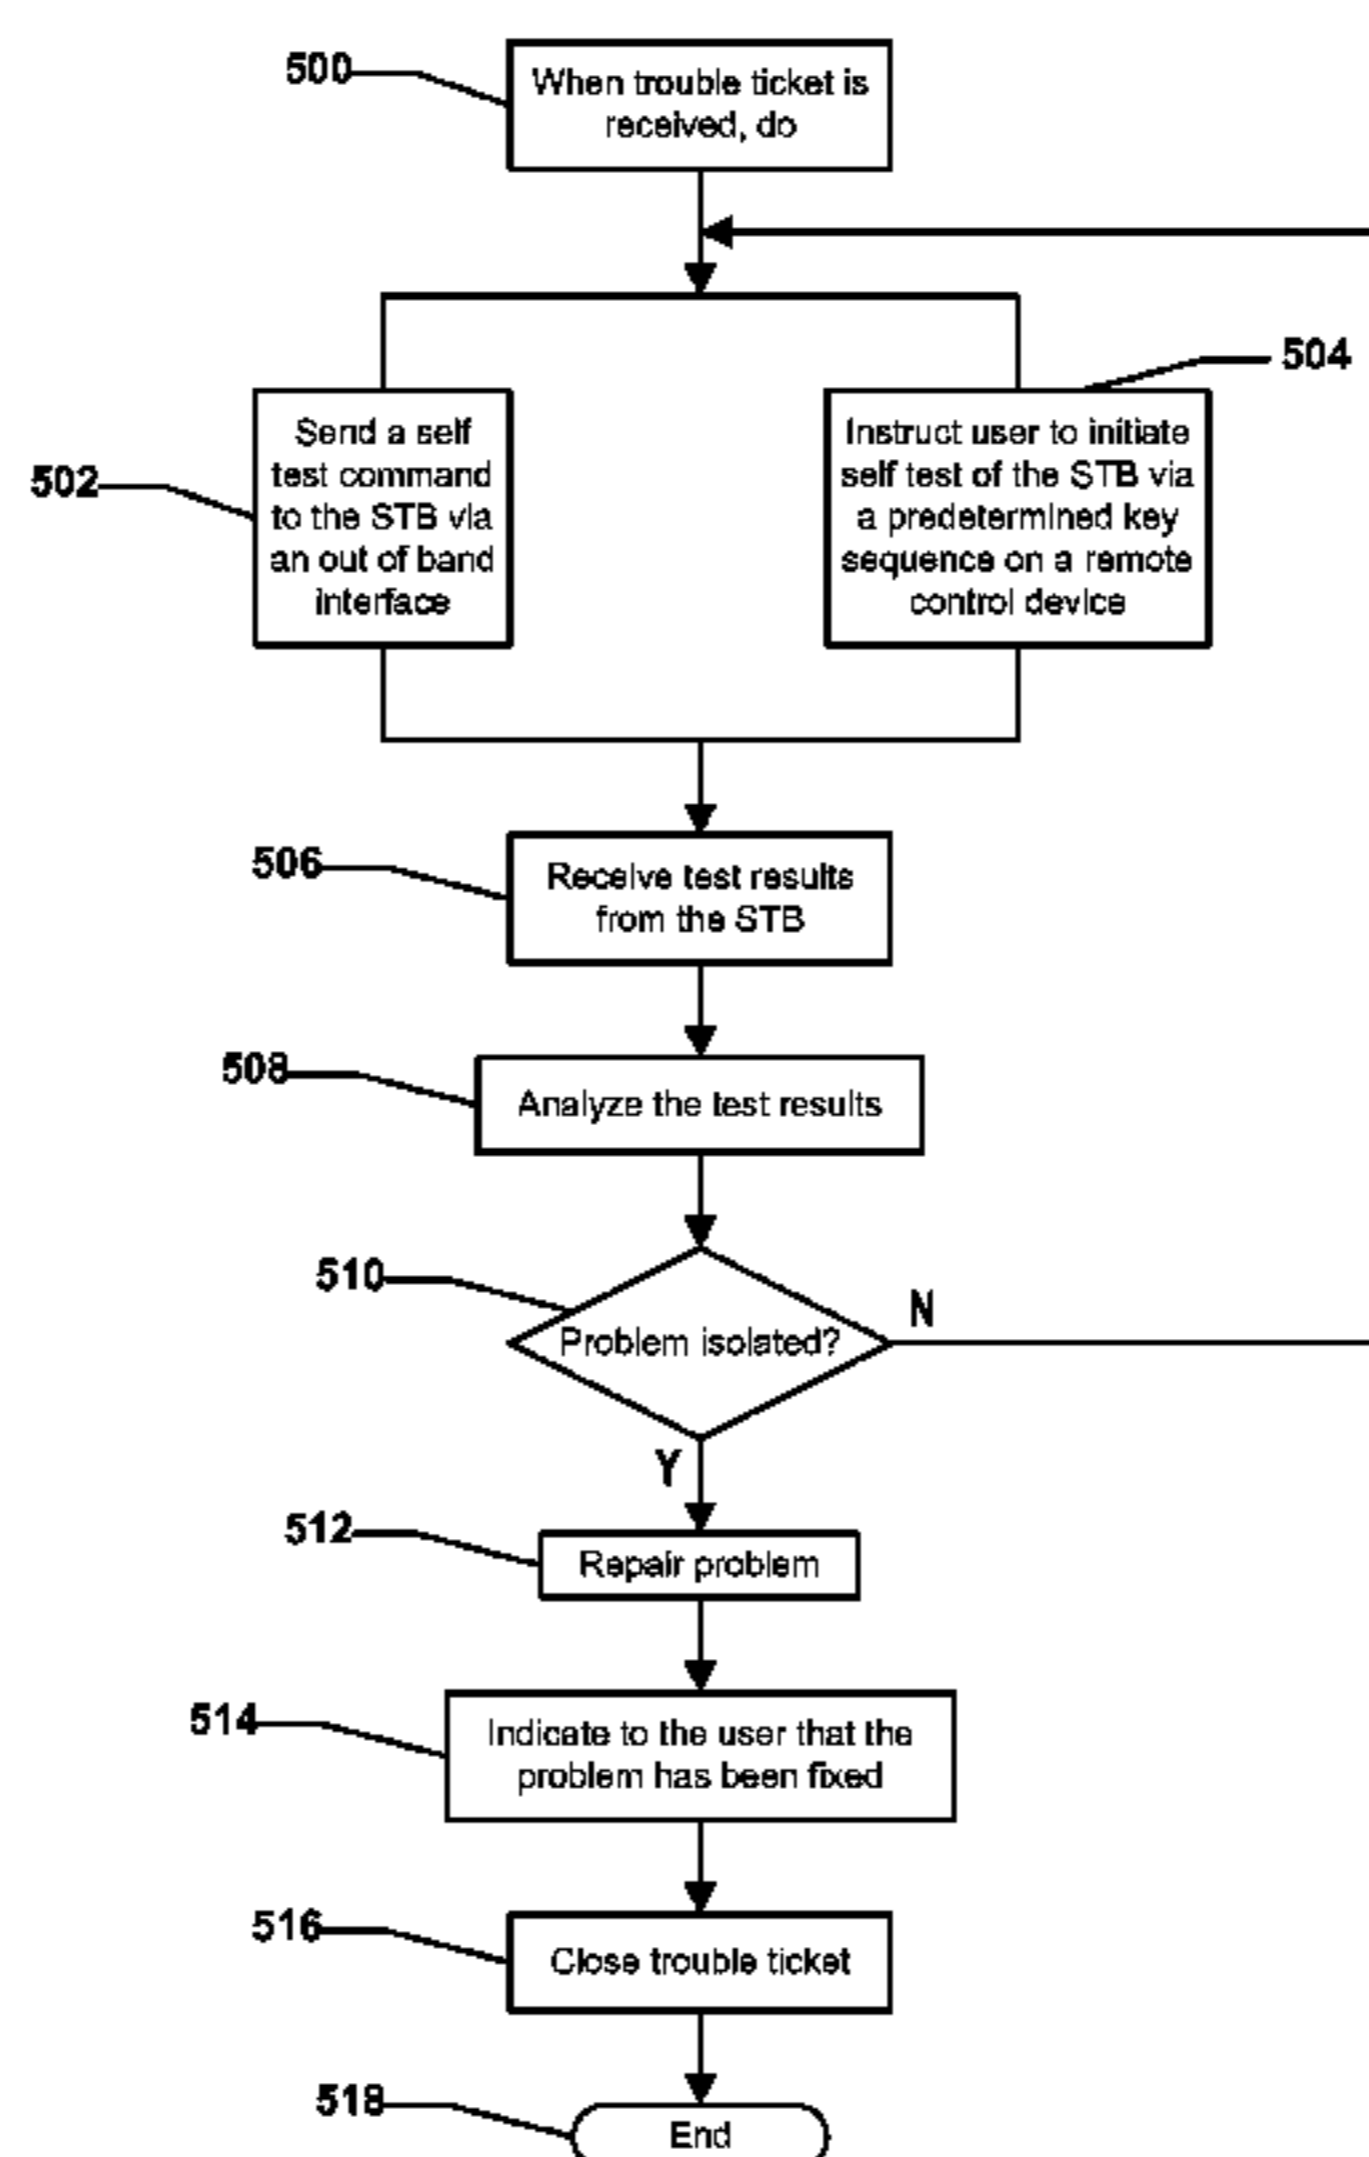 500
When trouble ticket is
received, do
504
502
Send a self
test command
to the STB via
an out of band
interface
Instruct user to initiate
self test of the STB via
a predetermined key
sequence on a remote
control device
506
Receive test results
from the STB
508
Analyze the test results
510
Problem isolated?
N
Y
512
Repair problem
514
Indicate to the user that the
problem has been fixed
516
Close trouble ticket
518
End